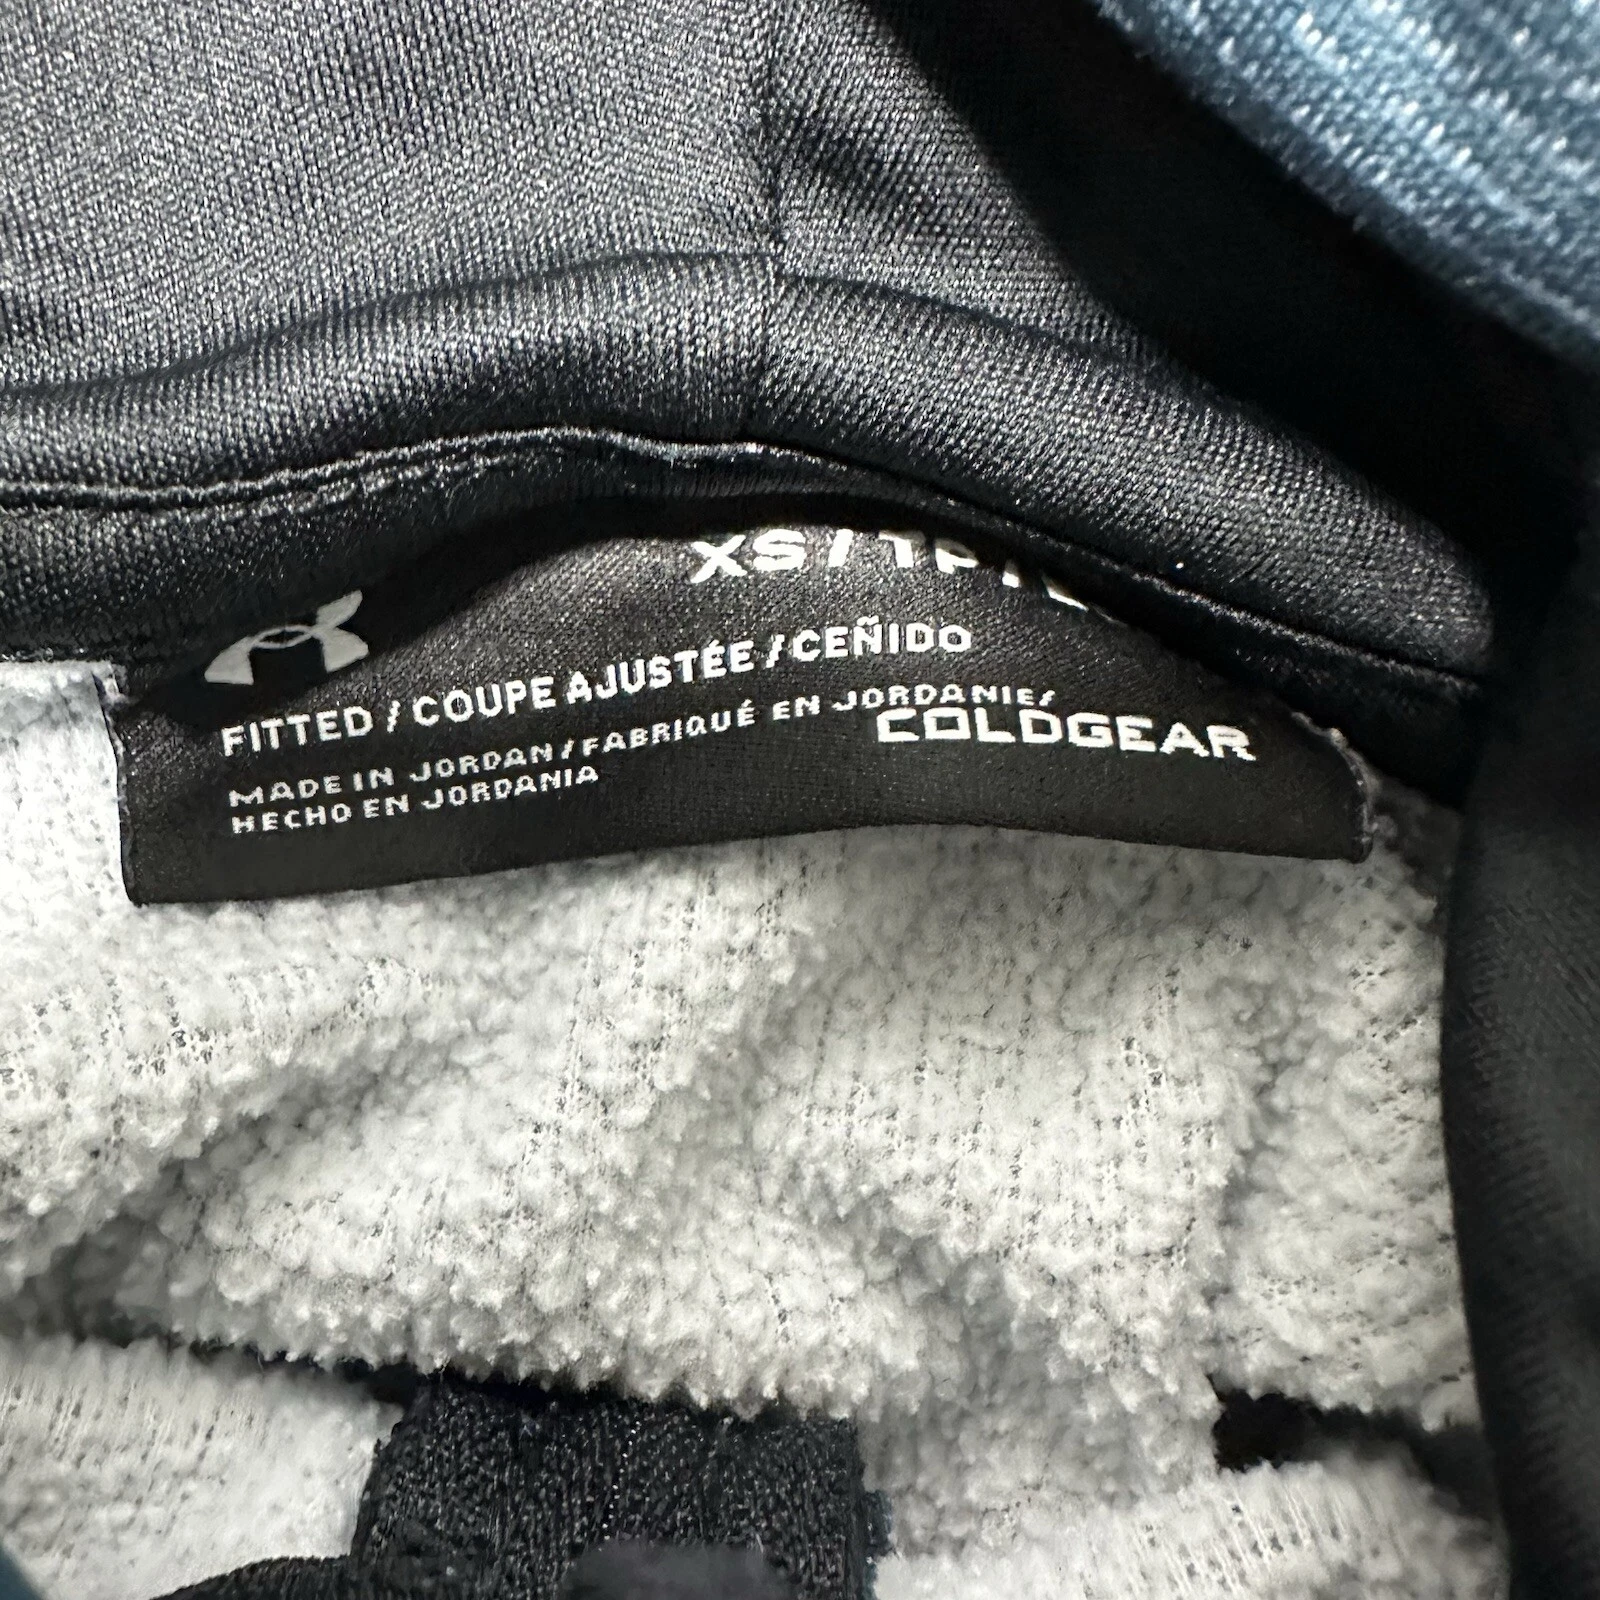 XS /
FITTED / COUPE AJUSTÉE / CEÑIDO
MADE IN JORDAN / FABRIQUÉ EN JORDANIE/
HECHO EN JORDANIA
COLDGEAR